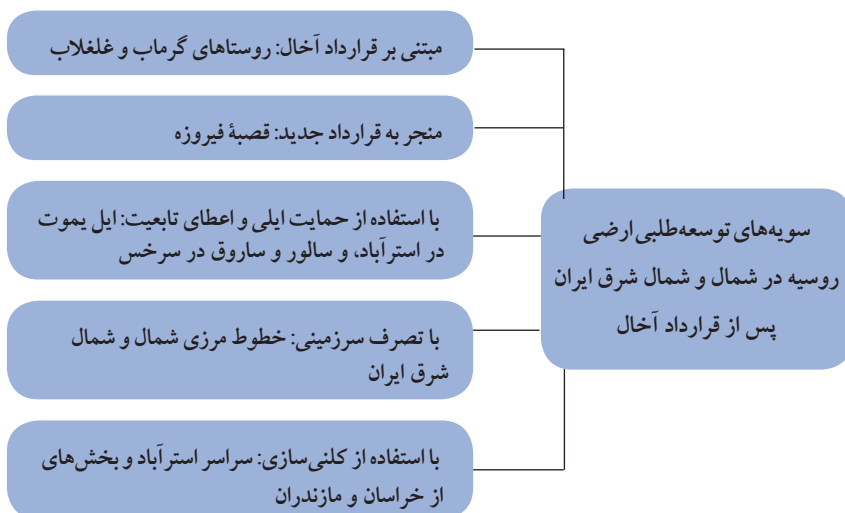 سویه‌های توسعه‌طلبی ارضی
روسیه در شمال و شمال شرق ایران
پس از قرارداد آخال
مبتنی بر قرارداد آخال: روستاهای گرماب و غلغلاب
منجر به قرارداد جدید: قصبۀ فیروزه
با استفاده از حمایت ایلی و اعطای تابعیت: ایل یموت
در استرآباد، و سالور و ساروق در سرخس
با تصرف سرزمینی: خطوط مرزی شمال و شمال
شرق ایران
با استفاده از کلنی‌سازی: سراسر استرآباد و بخش‌های
از خراسان و مازندران